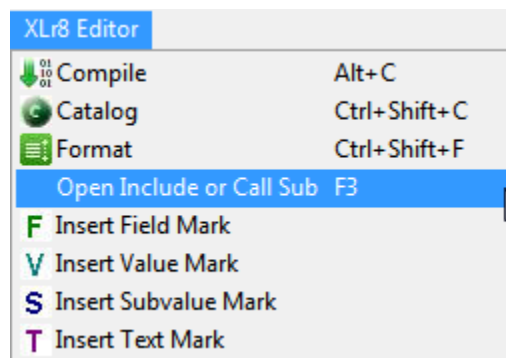 XLr8 Editor
Compile Alt+C
Catalog Ctrl+Shift+C
Format Ctrl+Shift+F
Open Include or Call Sub F3
F Insert Field Mark
V Insert Value Mark
S Insert Subvalue Mark
T Insert Text Mark